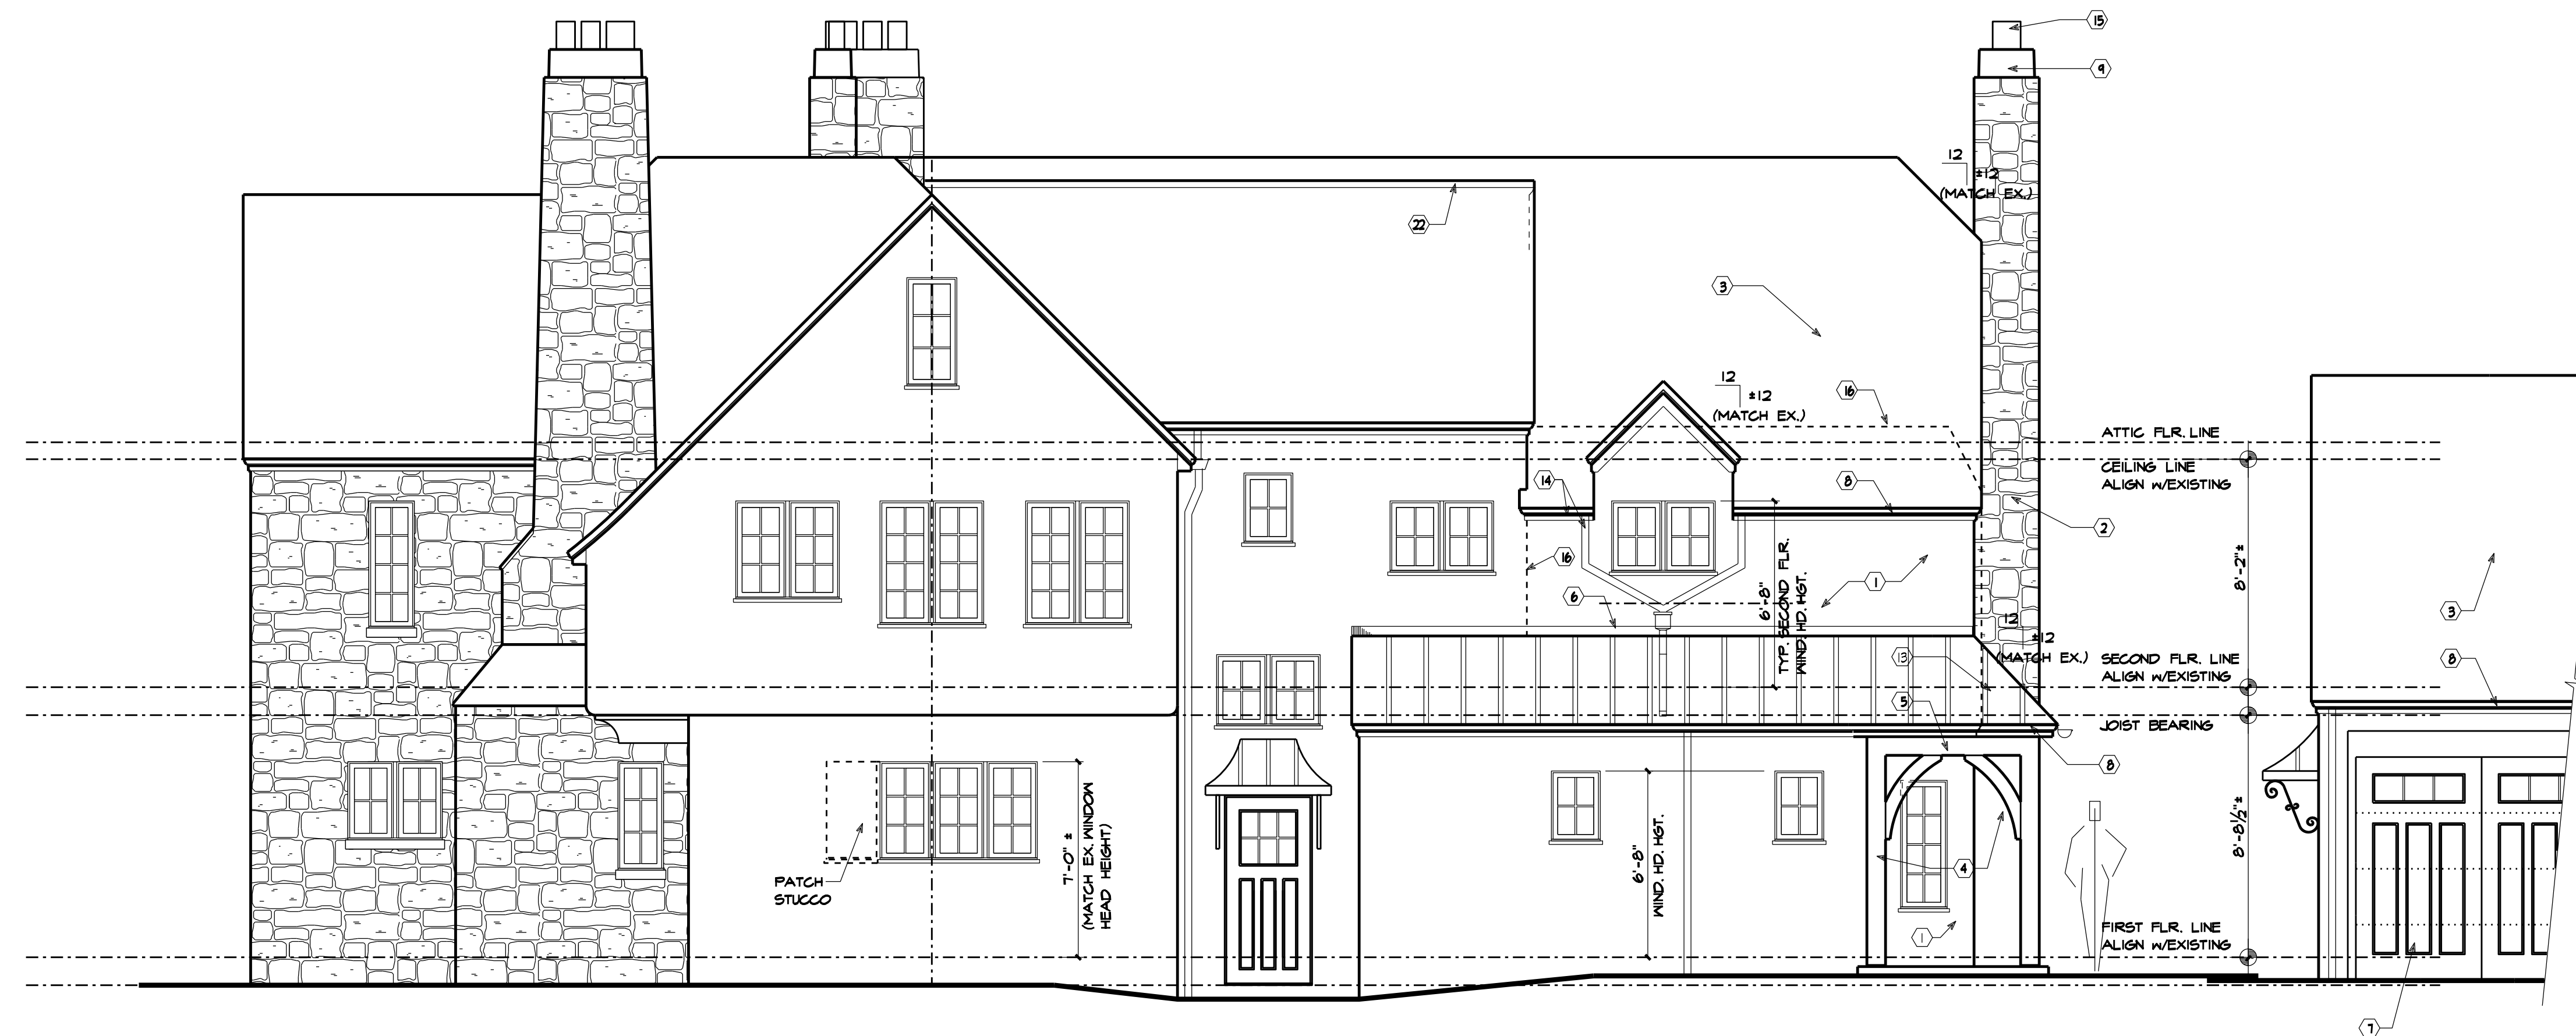 15
9
12
±12
(MATCH EX.)
22
3
12
±12
(MATCH EX.)
16
ATTIC FLR. LINE
CEILING LINE
ALIGN W/EXISTING
14
8
2
16
1
6
6'-8"
TYP. SECOND FLR.
WIND. HD. HGT.
8'-2"±
3
12
±12
(MATCH EX.)
13
SECOND FLR. LINE
ALIGN W/EXISTING
8
5
JOIST BEARING
8
7'-0" ±
(MATCH EX. WINDOW
HEAD HEIGHT)
6'-8"
WIND. HD. HGT.
8'-8½"±
PATCH
STUCCO
4
1
FIRST FLR. LINE
ALIGN W/EXISTING
7